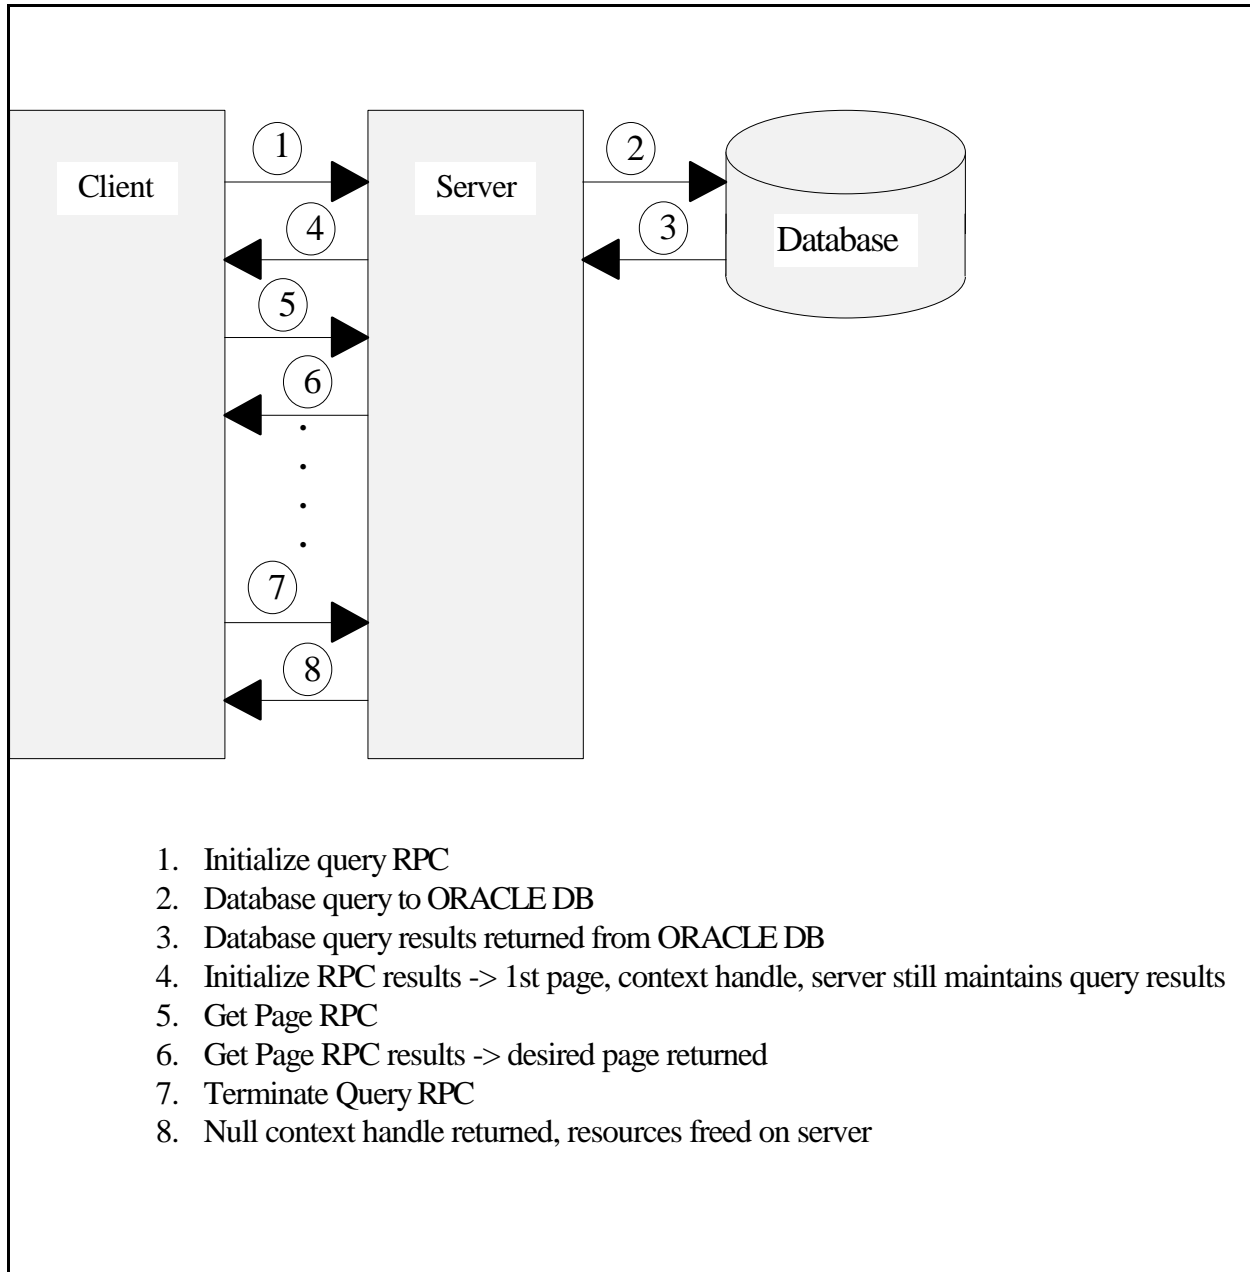 1
2
Client
Server
4
3
Database
5
6
7
8
1. Initialize query RPC
2. Database query to ORACLE DB
3. Database query results returned from ORACLE DB
4. Initialize RPC results -> 1st page, context handle, server still maintains query results
5. Get Page RPC
6. Get Page RPC results -> desired page returned
7. Terminate Query RPC
8. Null context handle returned, resources freed on server